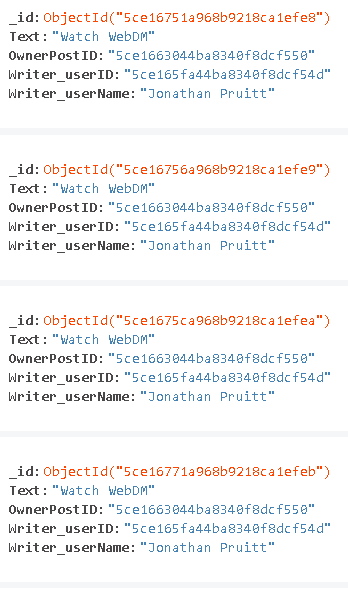 _id: ObjectId("5ce16751a968b9218ca1efe8")
Text: "Watch WebDM"
OwnerPostID: "5ce1663044ba8340f8dcf550"
Writer_userID: "5ce165fa44ba8340f8dcf54d"
Writer_userName: "Jonathan Pruitt"
_id: ObjectId("5ce16756a968b9218ca1efe9")
Text: "Watch WebDM"
OwnerPostID: "5ce1663044ba8340f8dcf550"
Writer_userID: "5ce165fa44ba8340f8dcf54d"
Writer_userName: "Jonathan Pruitt"
_id: ObjectId("5ce1675ca968b9218ca1efea")
Text: "Watch WebDM"
OwnerPostID: "5ce1663044ba8340f8dcf550"
Writer_userID: "5ce165fa44ba8340f8dcf54d"
Writer_userName: "Jonathan Pruitt"
_id: ObjectId("5ce16771a968b9218ca1efeb")
Text: "Watch WebDM"
OwnerPostID: "5ce1663044ba8340f8dcf550"
Writer_userID: "5ce165fa44ba8340f8dcf54d"
Writer_userName: "Jonathan Pruitt"